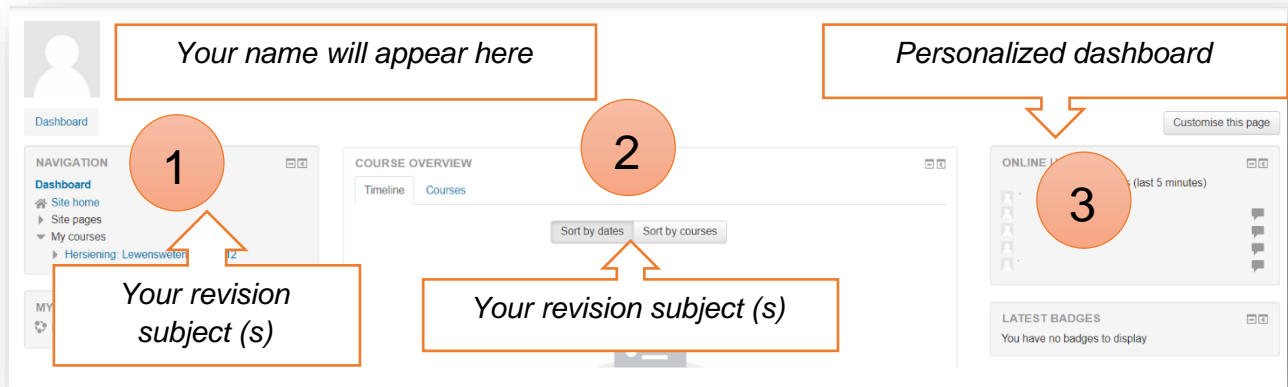 Your name will appear here
Personalized dashboard
Dashboard
Customise this page
1
2
3
NAVIGATION
Dashboard
Site home
Site pages
My courses
Hersiening: 12
COURSE OVERVIEW
Timeline Courses
Sort by dates Sort by courses
ONLINE
(last 5 minutes)
Your revision
subject (s)
Your revision subject (s)
MY
LATEST BADGES
You have no badges to display